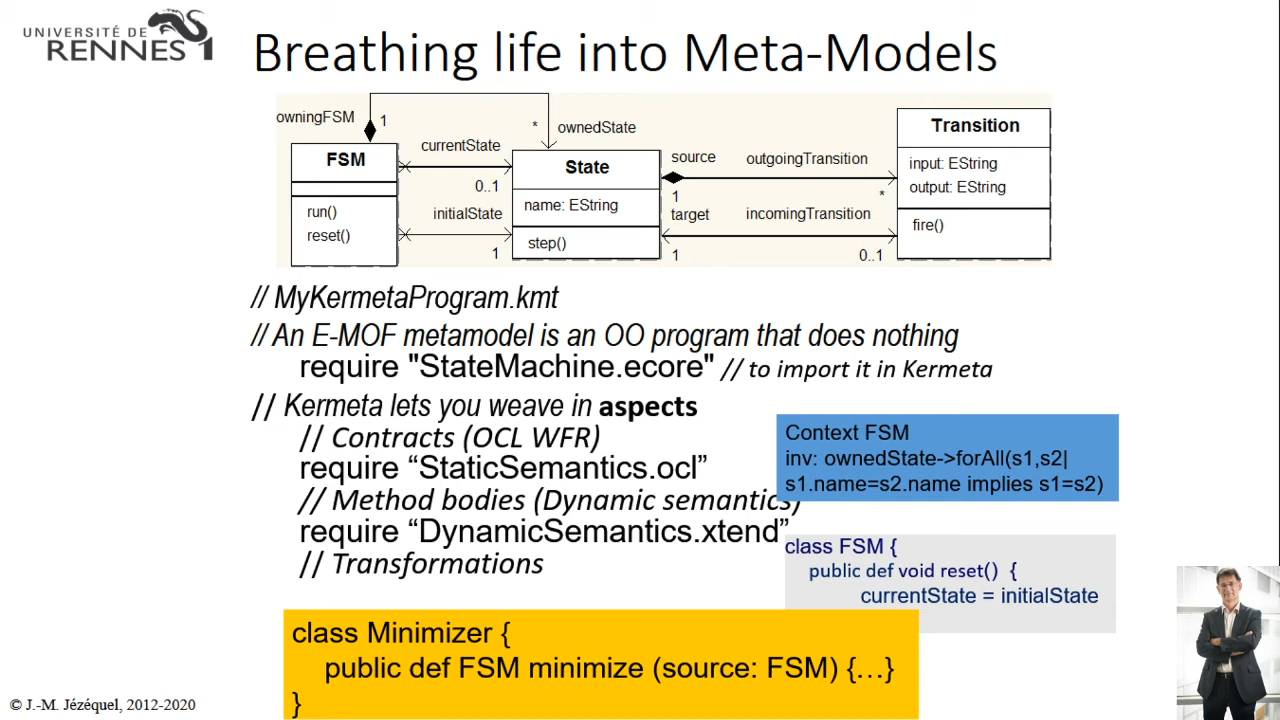 UNIVERSITÉ DE
RENNES 1
Breathing life into Meta-Models
owningFSM
1
*
ownedState
FSM
run()
reset()
currentState
0..1
initialState
1
State
name: EString
step()
source
1
target
1
outgoingTransition
*
incomingTransition
0..1
Transition
input: EString
output: EString
fire()
// MyKermetaProgram.kmt
// An E-MOF metamodel is an OO program that does nothing
require "StateMachine.ecore" // to import it in Kermeta
// Kermeta lets you weave in aspects
// Contracts (OCL WFR)
require “StaticSemantics.ocl”
// Method bodies (Dynamic semantics)
require “DynamicSemantics.xtend”
// Transformations
Context FSM
inv: ownedState->forAll(s1,s2|
s1.name=s2.name implies s1=s2)
class FSM {
public def void reset() {
currentState = initialState
class Minimizer {
public def FSM minimize (source: FSM) {…}
}
© J.-M. Jézéquel, 2012-2020